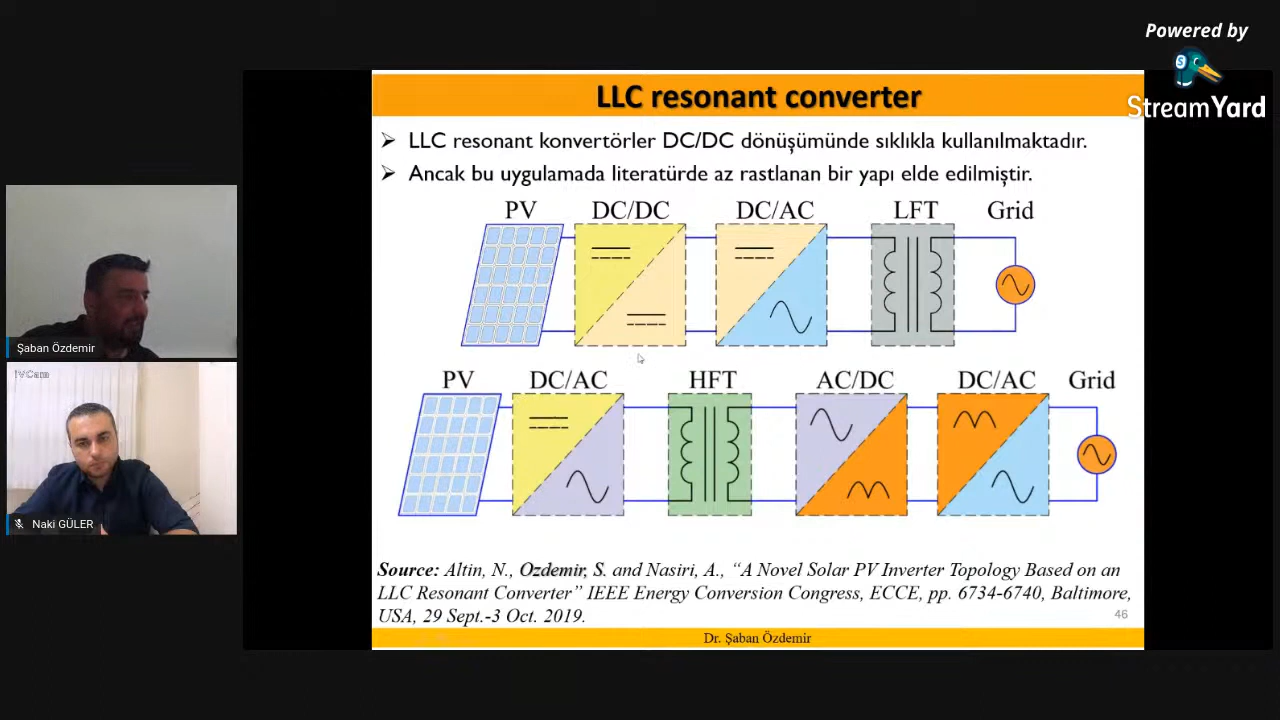 Powered by
StreamYard
LLC resonant converter
➢ LLC resonant konvertörler DC/DC dönüşümünde sıklıkla kullanılmaktadır.
➢ Ancak bu uygulamada literatürde az rastlanan bir yapı elde edilmiştir.
PV DC/DC DC/AC LFT Grid
Şaban Özdemir
iVCam
PV DC/AC HFT AC/DC DC/AC Grid
Naki GÜLER
Source: Altin, N., Ozdemir, S. and Nasiri, A., “A Novel Solar PV Inverter Topology Based on an
LLC Resonant Converter” IEEE Energy Conversion Congress, ECCE, pp. 6734-6740, Baltimore,
USA, 29 Sept.-3 Oct. 2019.
46
Dr. Şaban Özdemir